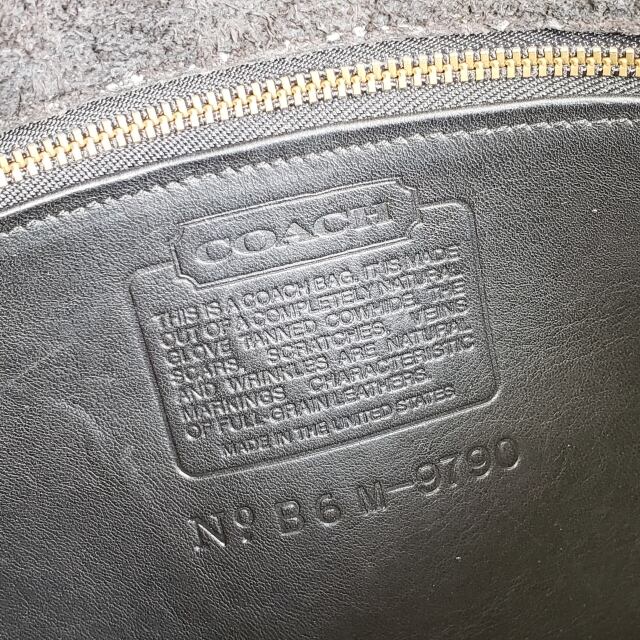 COACH
THIS IS A COACH BAG. THIS MADE
OUT OF A COMPLETELY NATURAL
GLOVE TANNED COWHIDE. THE
SCARS, SCRATCHES, VEINS
AND WRINKLES ARE NATURAL
MARNINGS CHARACTERISTIC
OF FULL GRAIN LEATHERS.
MADE IN THE UNITED STATES
Nº B6M-9790